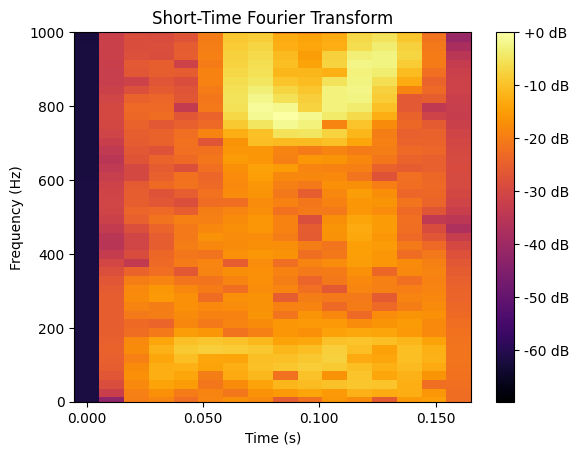 Short-Time Fourier Transform
1000
800
600
400
200
0
Frequency (Hz)
0.000
0.050
0.100
0.150
Time (s)
+0 dB
-10 dB
-20 dB
-30 dB
-40 dB
-50 dB
-60 dB